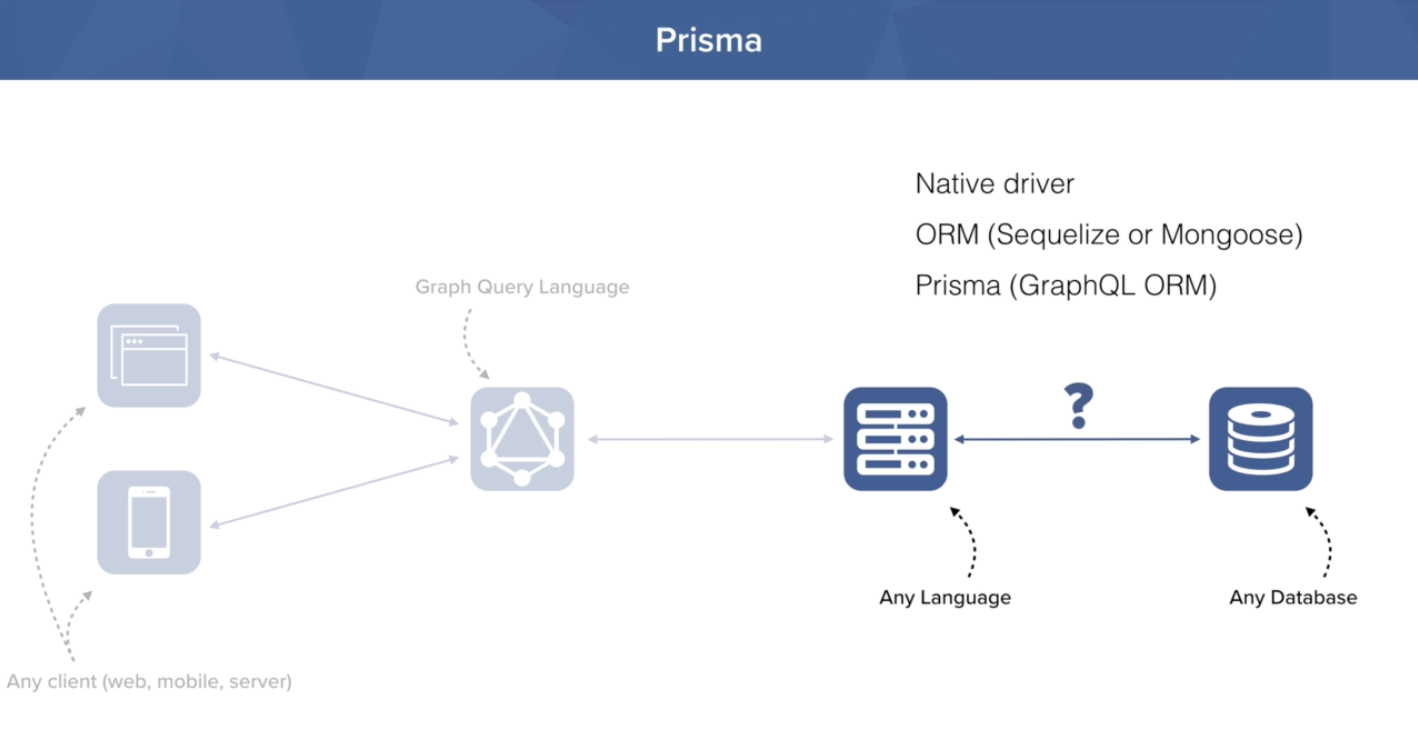 Prisma
Native driver
ORM (Sequelize or Mongoose)
Prisma (GraphQL ORM)
Graph Query Language
?
Any Language
Any Database
Any client (web, mobile, server)